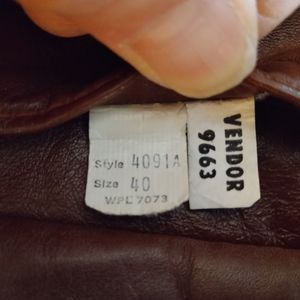 Style 4091A
Size 40
WPL 7073
VENDOR
9663